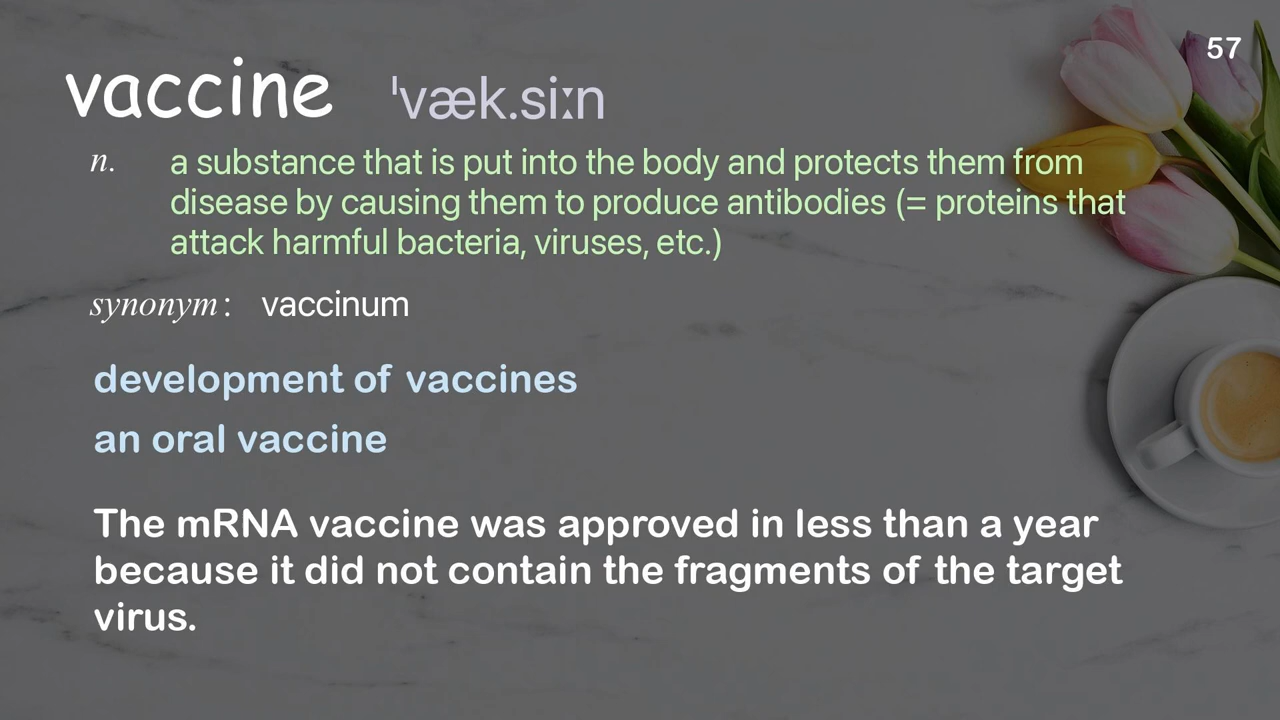 57
vaccine ˈvæk.siːn
n. a substance that is put into the body and protects them from
disease by causing them to produce antibodies (= proteins that
attack harmful bacteria, viruses, etc.)
synonym: vaccinum
development of vaccines
an oral vaccine
The mRNA vaccine was approved in less than a year
because it did not contain the fragments of the target
virus.